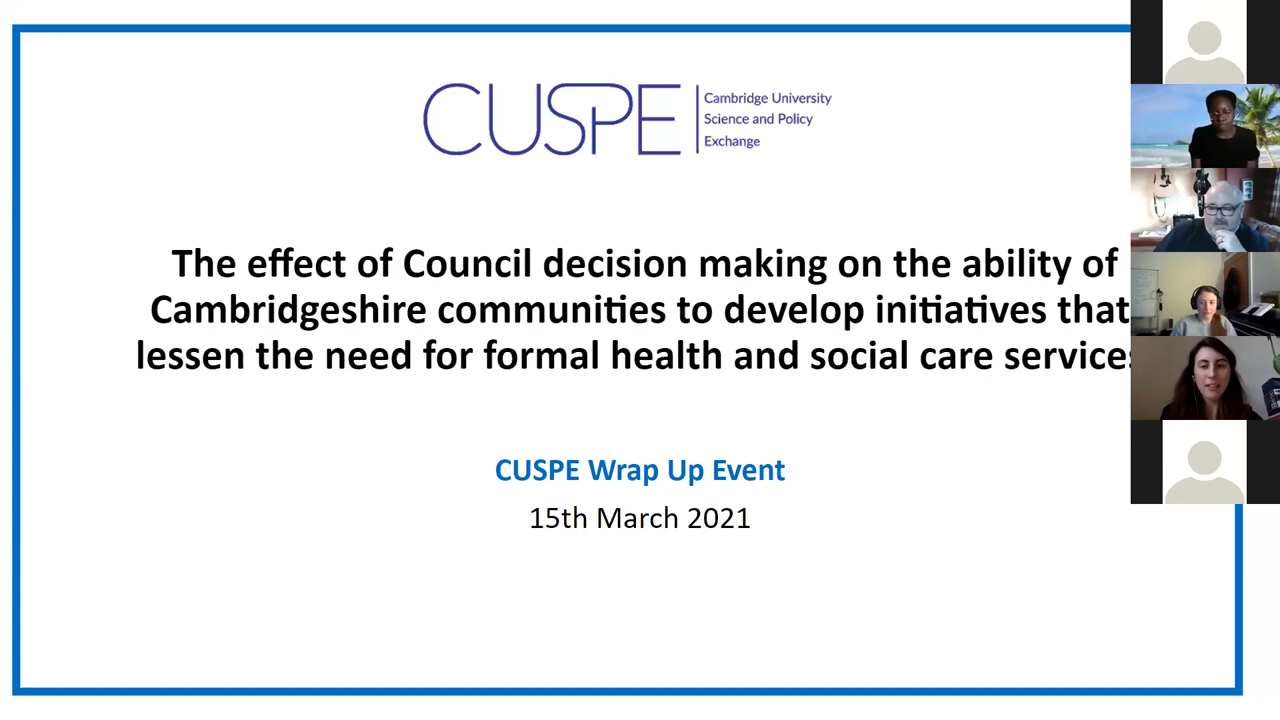 CUSPE
Cambridge University
Science and Policy
Exchange
The effect of Council decision making on the ability of
Cambridgeshire communities to develop initiatives that
lessen the need for formal health and social care services
CUSPE Wrap Up Event
15th March 2021